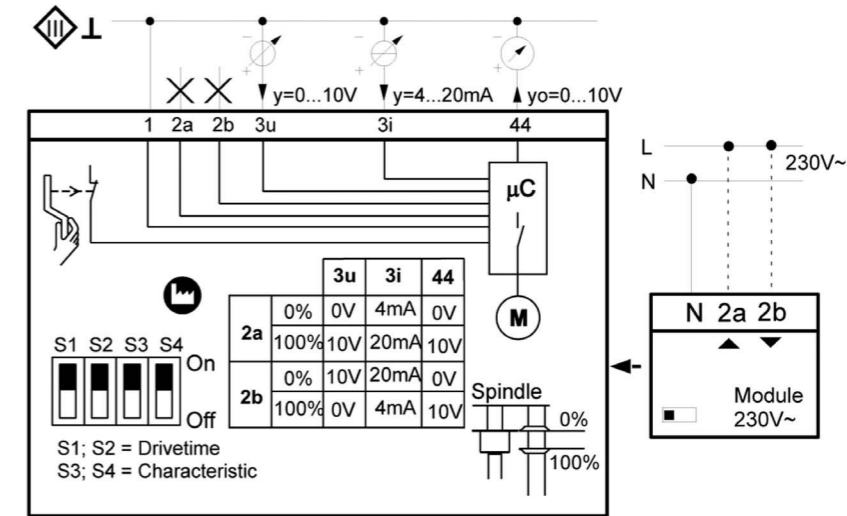 y=0...10V y=4...20mA yo=0...10V
1 2a 2b 3u 3i 44
L
230V~
N
µC
M
3u 3i 44
2a 0% 0V 4mA 0V
100% 10V 20mA 10V
2b 0% 10V 20mA 0V
100% 0V 4mA 10V
S1 S2 S3 S4
On
Off
S1; S2 = Drivetime
S3; S4 = Characteristic
Spindle
0%
100%
N 2a 2b
Module
230V~